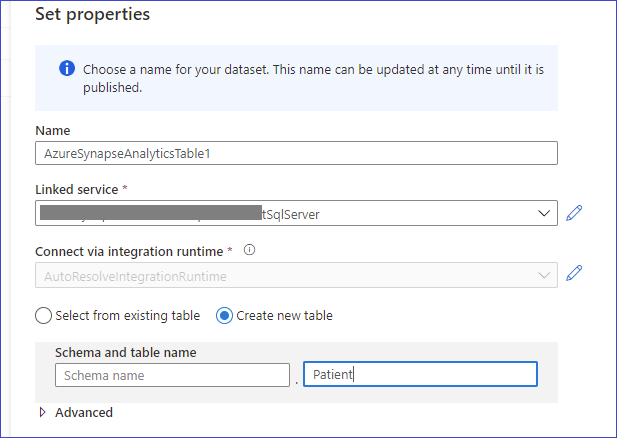 Set properties
Choose a name for your dataset. This name can be updated at any time until it is
published.
Name
AzureSynapseAnalyticsTable1
Linked service *
tSqlServer
Connect via integration runtime *
AutoResolveIntegrationRuntime
Select from existing table Create new table
Schema and table name
Schema name . Patient
Advanced